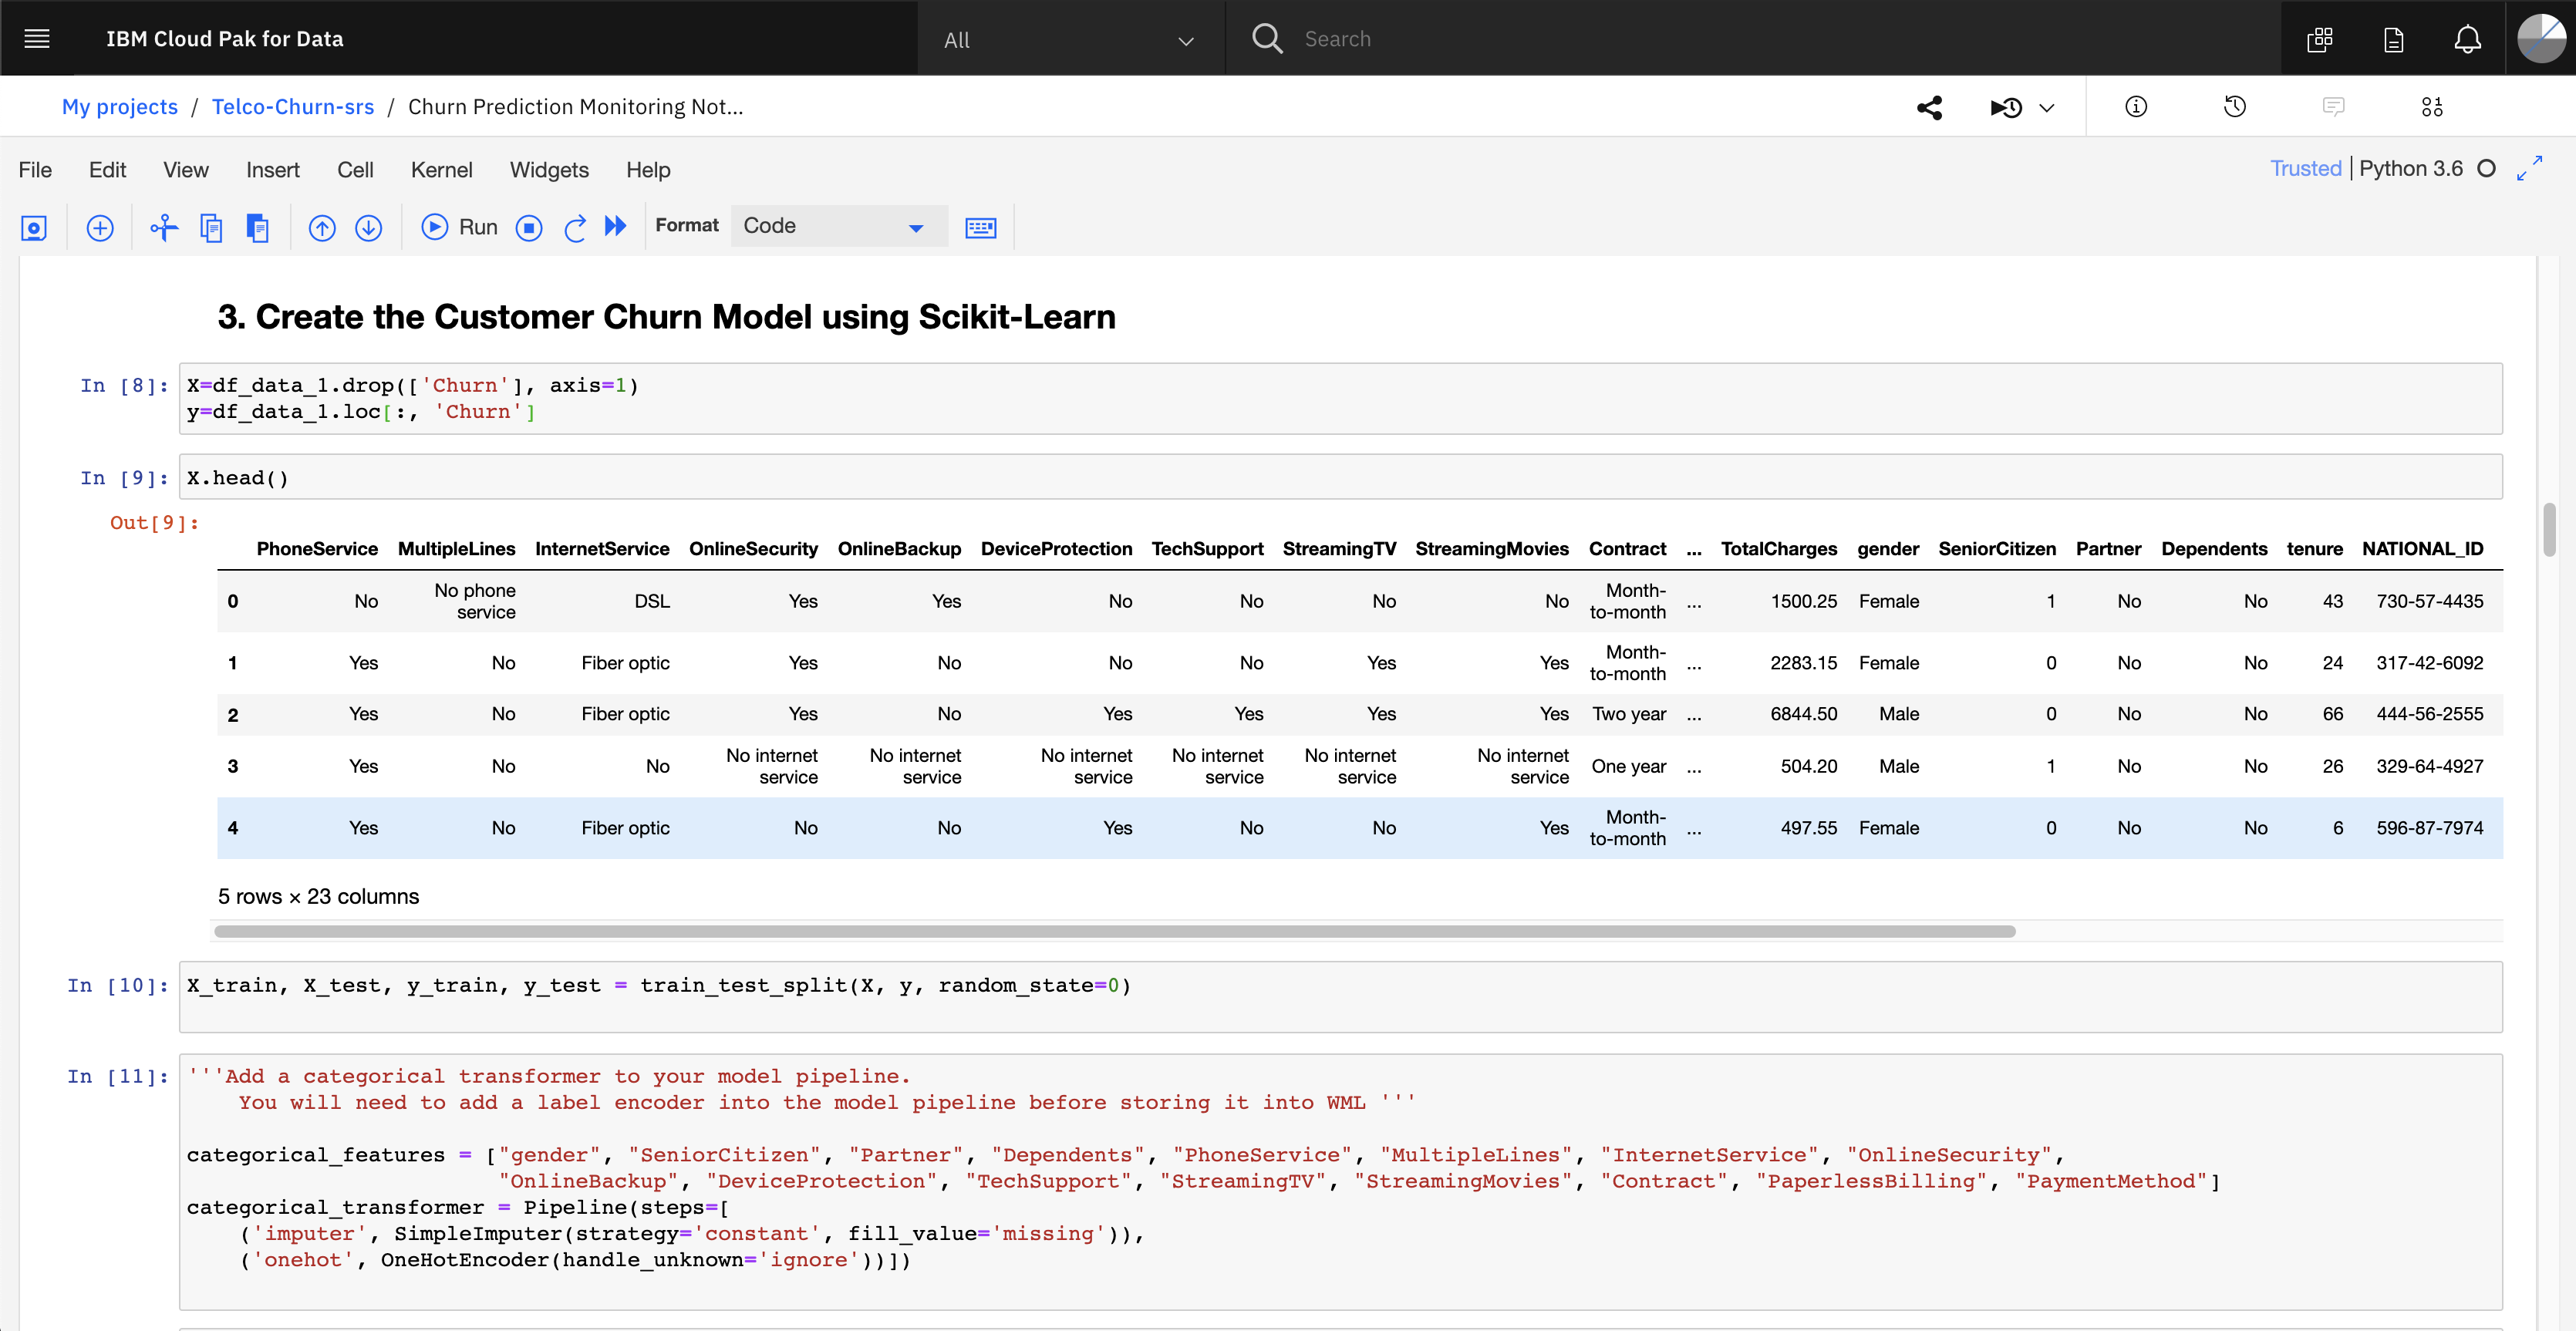 IBM Cloud Pak for Data
All
Search
My projects / Telco-Churn-srs / Churn Prediction Monitoring Not...
File Edit View Insert Cell Kernel Widgets Help
Trusted | Python 3.6
Run
Format
Code
3. Create the Customer Churn Model using Scikit-Learn
In [8]: X=df_data_1.drop(['Churn'], axis=1)
y=df_data_1.loc[:, 'Churn']
In [9]: X.head()
Out[9]:
PhoneService MultipleLines InternetService OnlineSecurity OnlineBackup DeviceProtection TechSupport StreamingTV StreamingMovies Contract ... TotalCharges gender SeniorCitizen Partner Dependents tenure NATIONAL_ID
0 No No phone service DSL Yes Yes No No No No Month-to-month ... 1500.25 Female 1 No No 43 730-57-4435
1 Yes No Fiber optic Yes No No No Yes Yes Month-to-month ... 2283.15 Female 0 No No 24 317-42-6092
2 Yes No Fiber optic Yes No Yes Yes Yes Yes Two year ... 6844.50 Male 0 No No 66 444-56-2555
3 Yes No No No internet service No internet service No internet service No internet service No internet service No internet service One year ... 504.20 Male 1 No No 26 329-64-4927
4 Yes No Fiber optic No No Yes No No Yes Month-to-month ... 497.55 Female 0 No No 6 596-87-7974
5 rows × 23 columns
In [10]: X_train, X_test, y_train, y_test = train_test_split(X, y, random_state=0)
In [11]: '''Add a categorical transformer to your model pipeline.
You will need to add a label encoder into the model pipeline before storing it into WML '''
categorical_features = ["gender", "SeniorCitizen", "Partner", "Dependents", "PhoneService", "MultipleLines", "InternetService", "OnlineSecurity",
"OnlineBackup", "DeviceProtection", "TechSupport", "StreamingTV", "StreamingMovies", "Contract", "PaperlessBilling", "PaymentMethod"]
categorical_transformer = Pipeline(steps=[
('imputer', SimpleImputer(strategy='constant', fill_value='missing')),
('onehot', OneHotEncoder(handle_unknown='ignore'))])